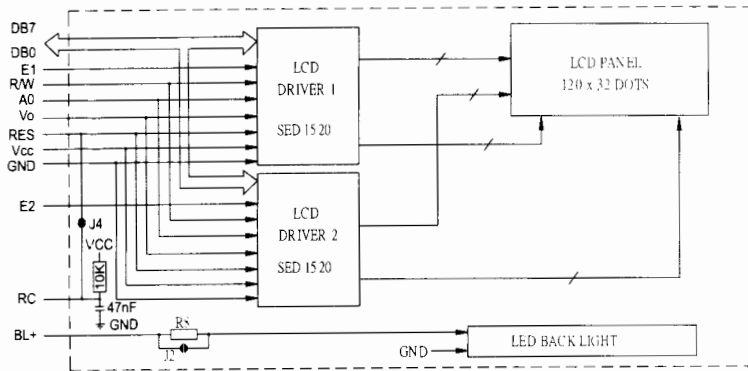 DB7
DB0
E1
R/W
A0
Vo
RES
Vcc
GND
E2
J4
VCC
10K
RC
47nF
GND
BL+
R8
J2
LCD
DRIVER 1
SED 1520
LCD
DRIVER 2
SED 1520
LCD PANEL
120 x 32 DOTS
GND
LED BACK LIGHT